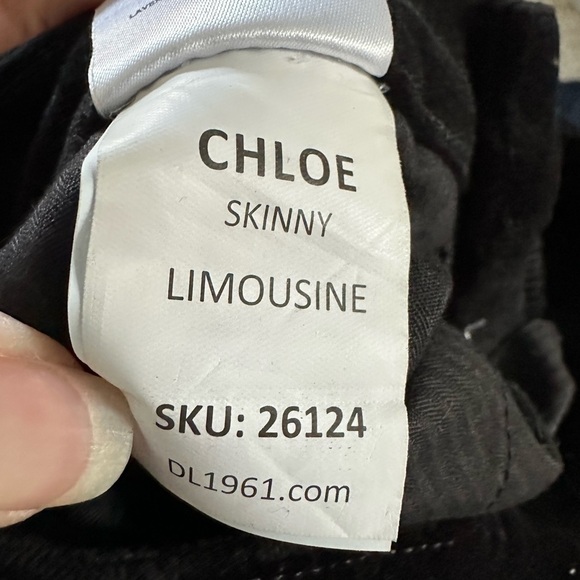 CHLOE
SKINNY
LIMOUSINE
SKU: 26124
DL1961.com